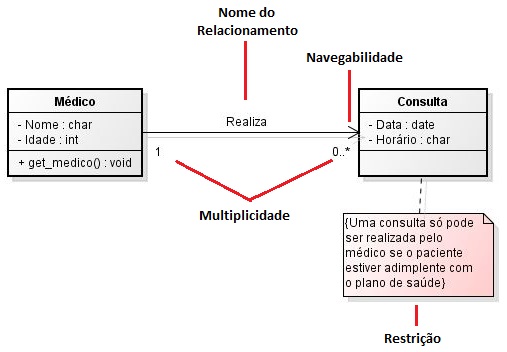 Nome do
Relacionamento
Navegabilidade
Médico
- Nome : char
- Idade : int
+ get_medico() : void
Realiza
1
0..*
Consulta
- Data : date
- Horário : char
Multiplicidade
{Uma consulta só pode
ser realizada pelo
médico se o paciente
estiver adimplente com
o plano de saúde}
Restrição